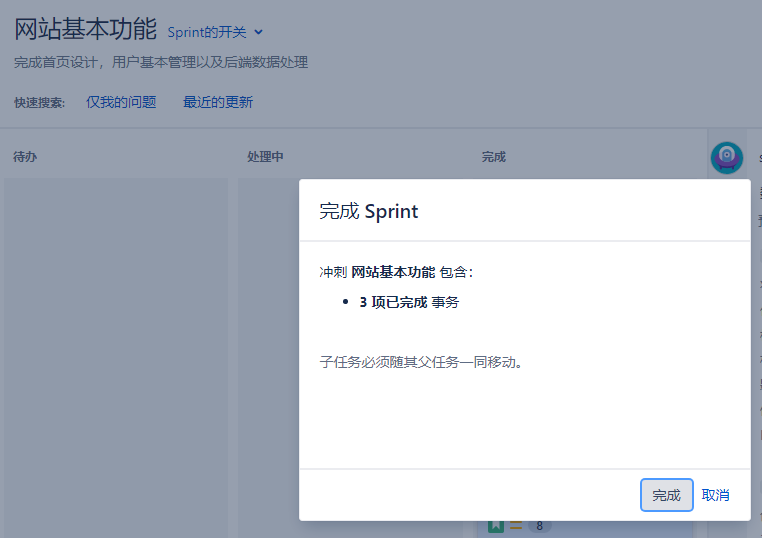 网站基本功能 Sprint的开关
完成首页设计，用户基本管理以及后端数据处理
快速搜索: 仅我的问题 最近的更新
待办 处理中 完成
完成 Sprint
冲刺 网站基本功能 包含：
• 3 项已完成 事务
子任务必须随其父任务一同移动。
完成 取消
8